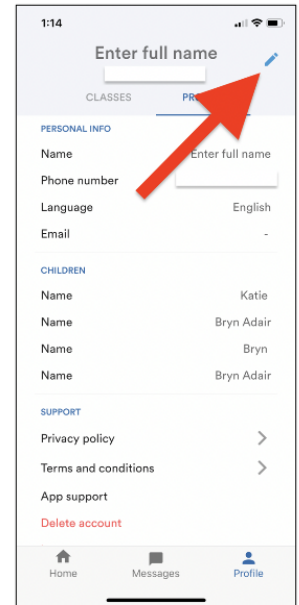 1:14
Enter full name
CLASSES
PERSONAL INFO
Name Enter full name
Phone number
Language English
Email -
CHILDREN
Name Katie
Name Bryn Adair
Name Bryn
Name Bryn Adair
SUPPORT
Privacy policy
Terms and conditions
App support
Delete account
Home Messages Profile